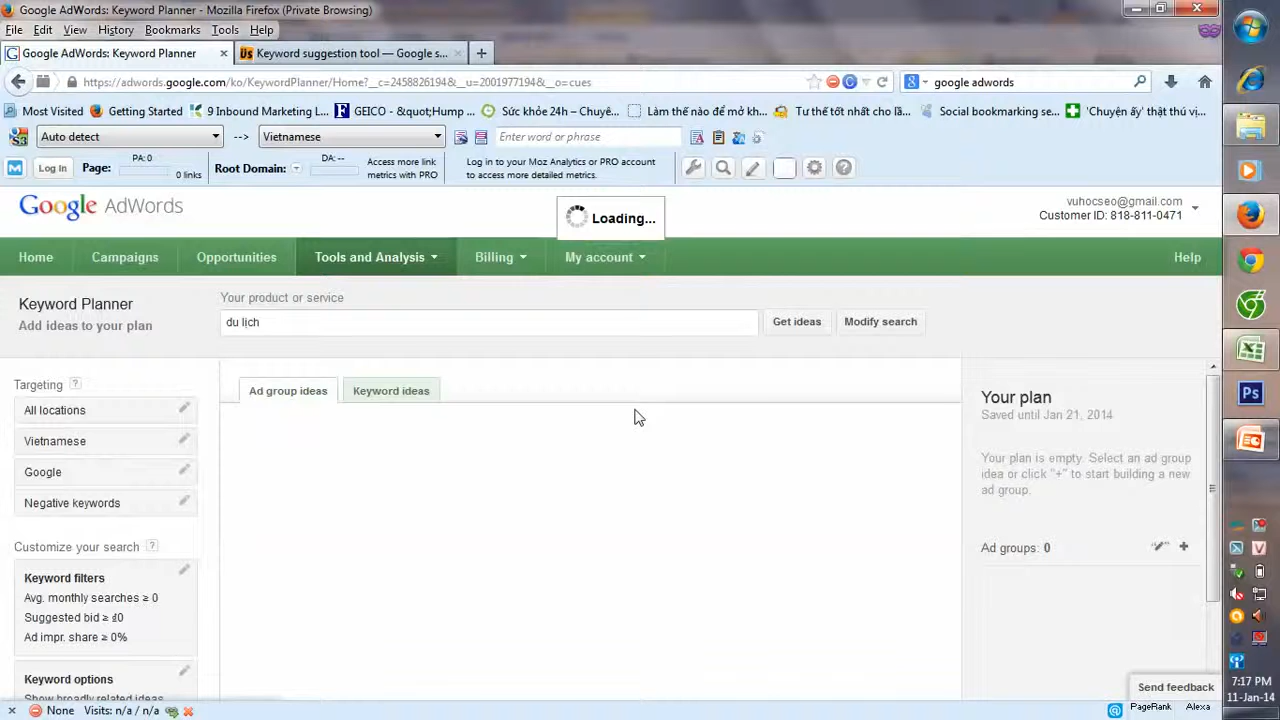 Google AdWords: Keyword Planner - Mozilla Firefox (Private Browsing)
File Edit View History Bookmarks Tools Help
Google AdWords: Keyword Planner
Keyword suggestion tool — Google s...
https://adwords.google.com/ko/KeywordPlanner/Home?__c=2458826194&__u=2001977194&__o=cues
google adwords
Most Visited Getting Started 9 Inbound Marketing L... GEICO - &quot;Hump... Sức khỏe 24h – Chuyê... Làm thế nào để mở kh... Tư thế tốt nhất cho lã... Social bookmarking se... 'Chuyện ấy' thật thú vị...
Auto detect --> Vietnamese Enter word or phrase
Log In Page: PA: 0 0 links Root Domain: DA: -- Access more link metrics with PRO Log in to your Moz Analytics or PRO account to access more detailed metrics.
Google AdWords
Loading...
vuhocseo@gmail.com
Customer ID: 818-811-0471
Home Campaigns Opportunities Tools and Analysis Billing My account Help
Keyword Planner
Add ideas to your plan
Your product or service
du lịch
Get ideas Modify search
Targeting ?
All locations
Vietnamese
Google
Negative keywords
Customize your search ?
Keyword filters
Avg. monthly searches ≥ 0
Suggested bid ≥ ₫0
Ad impr. share ≥ 0%
Keyword options
Show broadly related ideas
Ad group ideas Keyword ideas
Your plan
Saved until Jan 21, 2014
Your plan is empty. Select an ad group
idea or click "+" to start building a new
ad group.
Ad groups: 0
Send feedback
None Visits: n/a / n/a
PageRank Alexa
Ps
7:17 PM
11-Jan-14